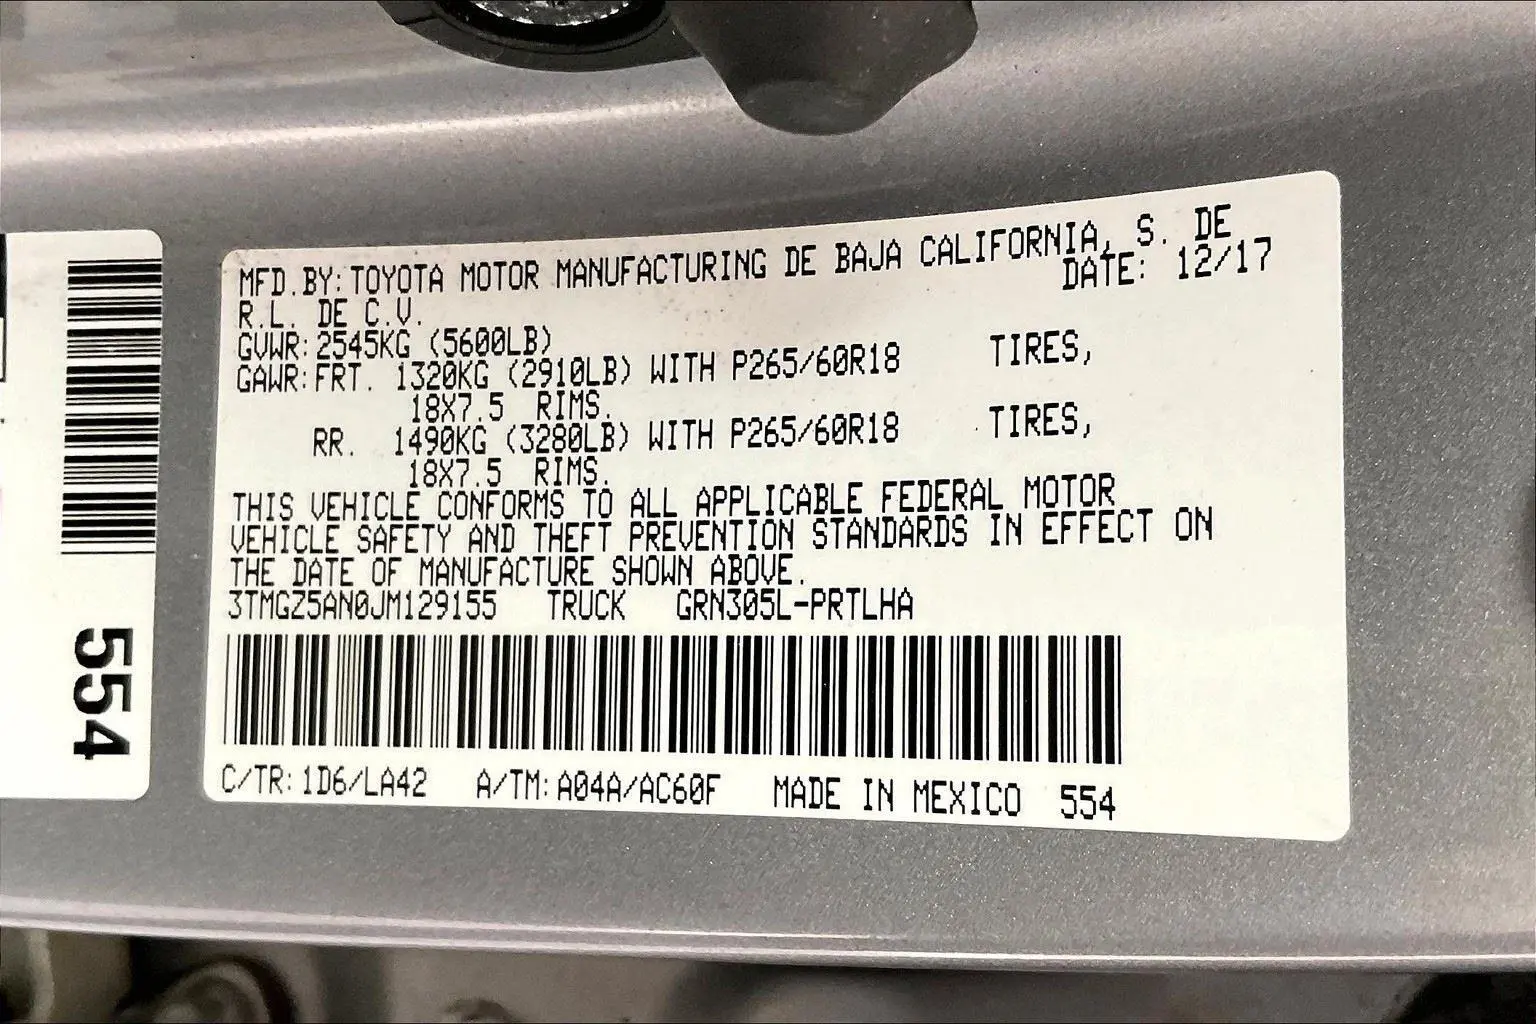 MFD.BY: TOYOTA MOTOR MANUFACTURING DE BAJA CALIFORNIA, S. DE
R.L. DE C.V. DATE: 12/17
GVWR: 2545KG (5600LB)
GAWR: FRT. 1320KG (2910LB) WITH P265/60R18 TIRES,
18X7.5 RIMS.
RR. 1490KG (3280LB) WITH P265/60R18 TIRES,
18X7.5 RIMS.
THIS VEHICLE CONFORMS TO ALL APPLICABLE FEDERAL MOTOR
VEHICLE SAFETY AND THEFT PREVENTION STANDARDS IN EFFECT ON
THE DATE OF MANUFACTURE SHOWN ABOVE.
3TMGZ5AN0JM129155 TRUCK GRN305L-PRTLHA
C/TR: 1D6/LA42 A/TM: A04A/AC60F MADE IN MEXICO 554
554